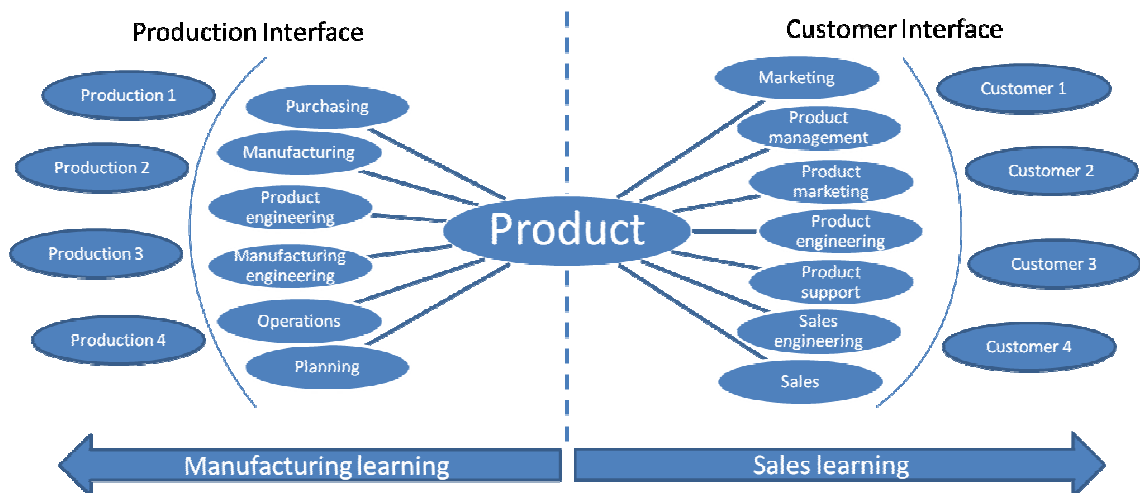 Production Interface
Production 1
Production 2
Production 3
Production 4
Purchasing
Manufacturing
Product
engineering
Manufacturing
engineering
Operations
Planning
Product
Customer Interface
Marketing
Product
management
Product
marketing
Product
engineering
Product
support
Sales
engineering
Sales
Customer 1
Customer 2
Customer 3
Customer 4
Manufacturing learning
Sales learning